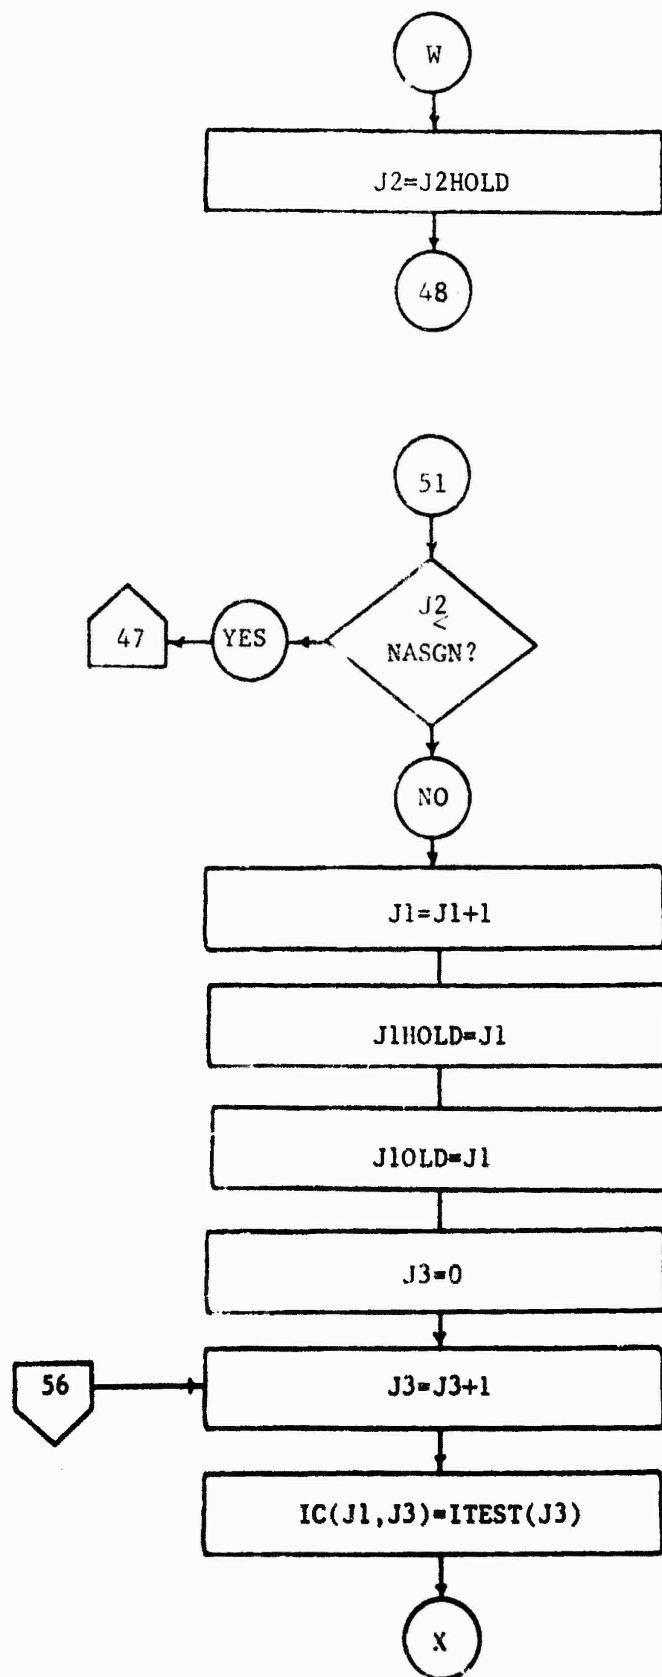 W
J2=J2HOLD
48
51
J2
<
NASGN?
YES
47
NO
J1=J1+1
J1HOLD=J1
J1OLD=J1
J3=0
56
J3=J3+1
IC(J1,J3)=ITEST(J3)
X